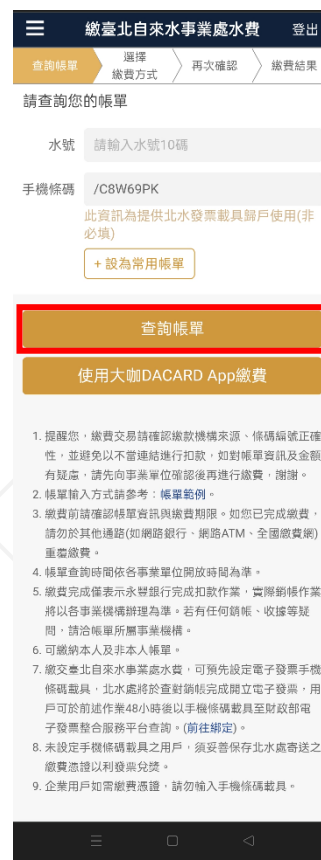 繳臺北自來水事業處水費 登出
查詢帳單 選擇 繳費方式 再次確認 繳費結果
請查詢您的帳單
水號 請輸入水號10碼
手機條碼 /C8W69PK
此資訊為提供北水發票載具歸戶使用(非
必填)
+ 設為常用帳單
查詢帳單
使用大咖DACARD App繳費
1. 提醒您，繳費交易請確認繳款機構來源、條碼編號正確
性，並避免以不當連結進行扣款，如對帳單資訊及金額
有疑慮，請先向事業單位確認後再進行繳費，謝謝。
2. 帳單輸入方式請參考：帳單範例。
3. 繳費前請確認帳單資訊與繳費期限。如您已完成繳費，
請勿於其他通路(如網路銀行、網路ATM、全國繳費網)
重覆繳費。
4. 帳單查詢時間依各事業單位開放時間為準。
5. 繳費完成僅表示永豐銀行完成扣款作業，實際銷帳作業
將以各事業機構辦理為準。若有任何銷帳、收據等疑
問，請洽帳單所屬事業機構。
6. 可繳納本人及非本人帳單。
7. 繳交臺北自來水事業處水費，可預先設定電子發票手機
條碼載具，北水處將於查對銷帳完成開立電子發票，用
戶可於前述作業48小時後以手機條碼載具至財政部電
子發票整合服務平台查詢。(前往綁定)。
8. 未設定手機條碼載具之用戶，須妥善保存北水處寄送之
繳費憑證以利發票兌獎。
9. 企業用戶如需繳費憑證，請勿輸入手機條碼載具。